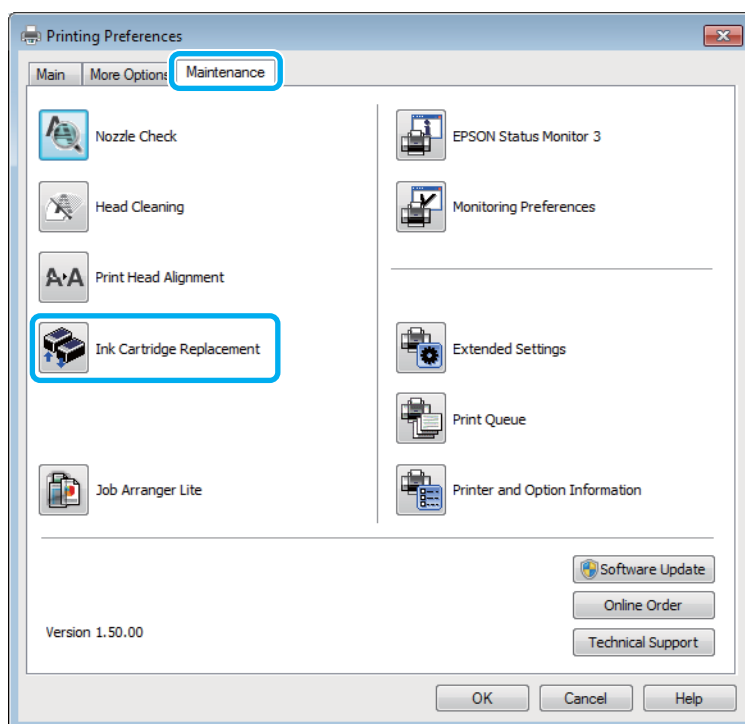 Printing Preferences
Main
More Options
Maintenance
Nozzle Check
Head Cleaning
A·A
Print Head Alignment
Ink Cartridge Replacement
Job Arranger Lite
EPSON Status Monitor 3
Monitoring Preferences
Extended Settings
Print Queue
Printer and Option Information
Version 1.50.00
Software Update
Online Order
Technical Support
OK
Cancel
Help